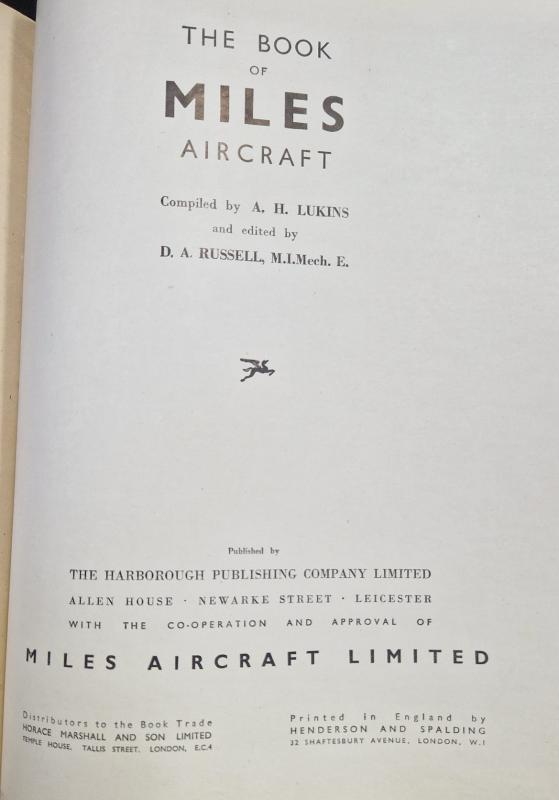 THE BOOK
OF
MILES
AIRCRAFT
Compiled by A. H. LUKINS
and edited by
D. A. RUSSELL, M.I.Mech. E.
Published by
THE HARBOROUGH PUBLISHING COMPANY LIMITED
ALLEN HOUSE · NEWARKE STREET · LEICESTER
WITH THE CO-OPERATION AND APPROVAL OF
MILES AIRCRAFT LIMITED
Distributors to the Book Trade
HORACE MARSHALL AND SON LIMITED
TEMPLE HOUSE, TALLIS STREET, LONDON, E.C.4
Printed in England by
HENDERSON AND SPALDING
32 SHAFTESBURY AVENUE, LONDON, W.1